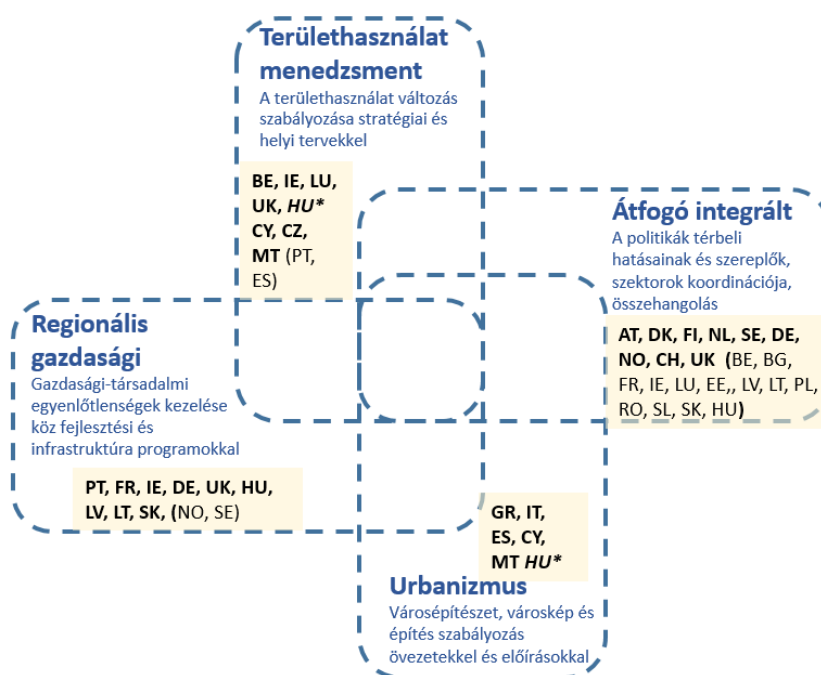 Területhasználat
menedzsment
A területhasználat változás
szabályozása stratégiai és
helyi tervekkel
BE, IE, LU,
UK, HU*
CY, CZ,
MT (PT,
ES)
Átfogó integrált
A politikák térbeli
hatásainak és szereplők,
szektorok koordinációja,
összehangolás
AT, DK, FI, NL, SE, DE,
NO, CH, UK (BE, BG,
FR, IE, LU, EE,, LV, LT, PL,
RO, SL, SK, HU)
Regionális
gazdasági
Gazdasági-társadalmi
egyenlőtlenségek kezelése
köz fejlesztési és
infrastruktúra programokkal
PT, FR, IE, DE, UK, HU,
LV, LT, SK, (NO, SE)
GR, IT,
ES, CY,
MT HU*
Urbanizmus
Városépítészet, városkép és
építés szabályozás
övezetekkel és előírásokkal